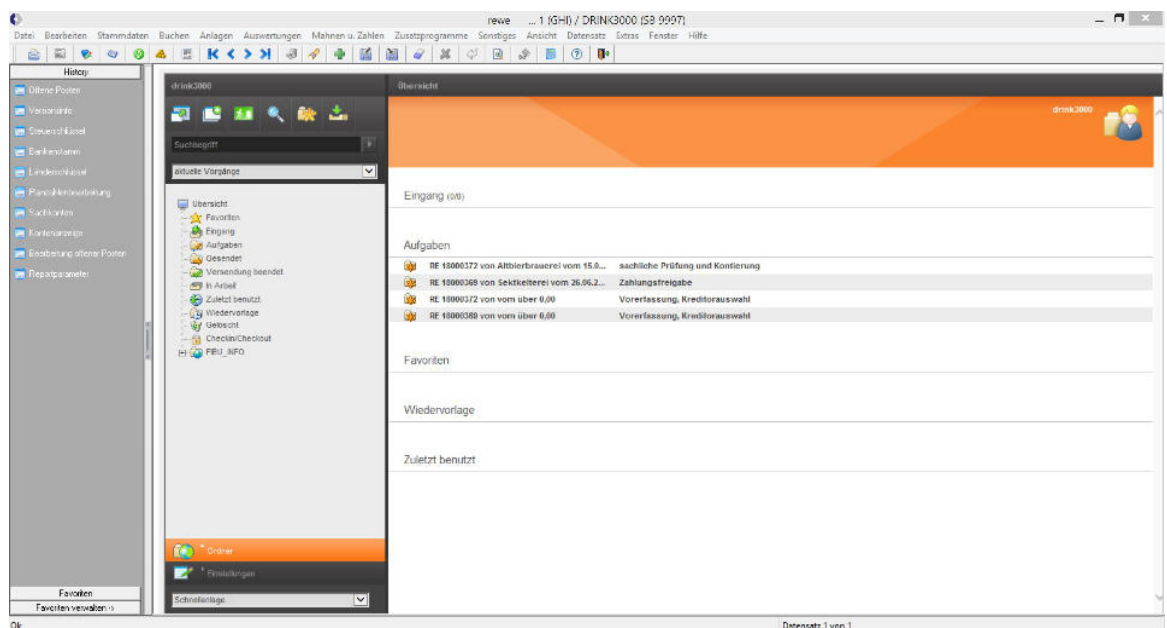 rewe ... 1 (GHI) / DRINK3000 (SB 9997)
Datei Bearbeiten Stammdaten Buchen Anlagen Auswertungen Mahnen u. Zahlen Zusatzprogramme Sonstiges Ansicht Datensatz Extras Fenster Hilfe
History
Offene Posten
Versionsinfo
Steuerschlüssel
Bankenstamm
Länderschlüssel
Planzahlenbearbeitung
Sachkonten
Kontenanzeige
Bearbeitung offener Posten
Reportparameter
Favoriten
Favoriten verwalten ->
drink3000
Suchbegriff
aktuelle Vorgänge
Übersicht
Favoriten
Eingang
Aufgaben
Gesendet
Versendung beendet
In Arbeit
Zuletzt benutzt
Wiedervorlage
Gelöscht
Checkin/Checkout
FIBU_INFO
Ordner
Einstellungen
Schnellanlage
Übersicht
drink3000
Eingang (0/0)
Aufgaben
RE 18000372 von Altbierbrauerei vom 15.0... sachliche Prüfung und Kontierung
RE 18000369 von Sektkelterei vom 26.06.2... Zahlungsfreigabe
RE 18000372 von vom über 0,00 Vorerfassung, Kreditorauswahl
RE 18000369 von vom über 0,00 Vorerfassung, Kreditorauswahl
Favoriten
Wiedervorlage
Zuletzt benutzt
Ok
Datensatz 1 von 1